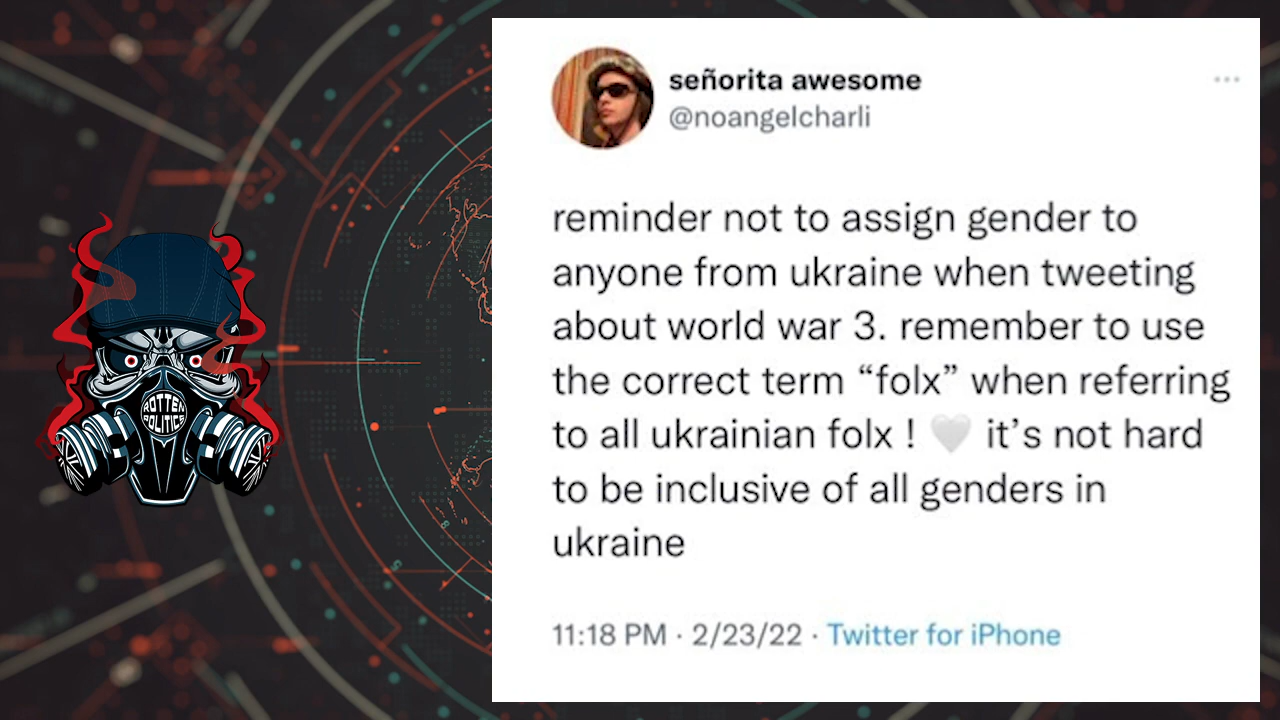 ROTTEN
POLITICS
señorita awesome
@noangelcharli
reminder not to assign gender to
anyone from ukraine when tweeting
about world war 3. remember to use
the correct term “folx” when referring
to all ukrainian folx ! 🤍 it’s not hard
to be inclusive of all genders in
ukraine
11:18 PM · 2/23/22 · Twitter for iPhone